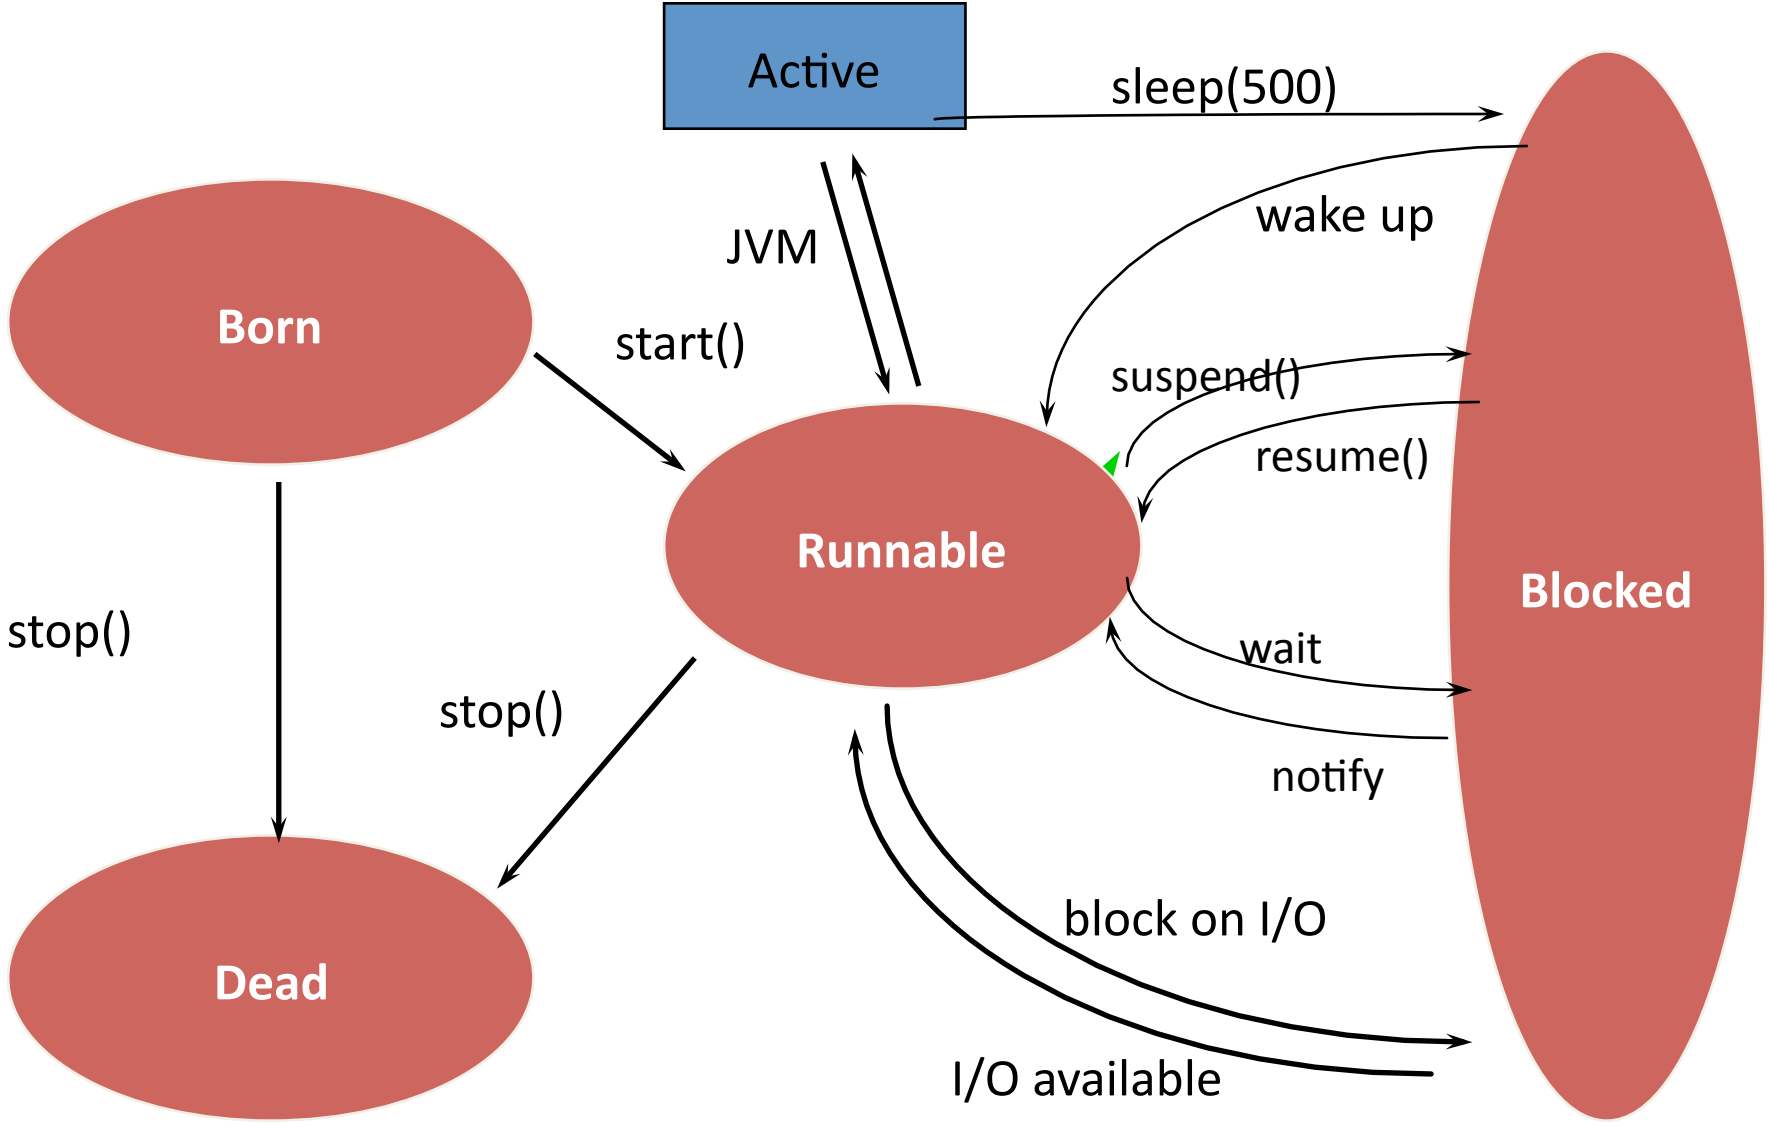 Active
sleep(500)
wake up
JVM
Born
start()
suspend()
resume()
Runnable
Blocked
stop()
wait
stop()
notify
block on I/O
Dead
I/O available